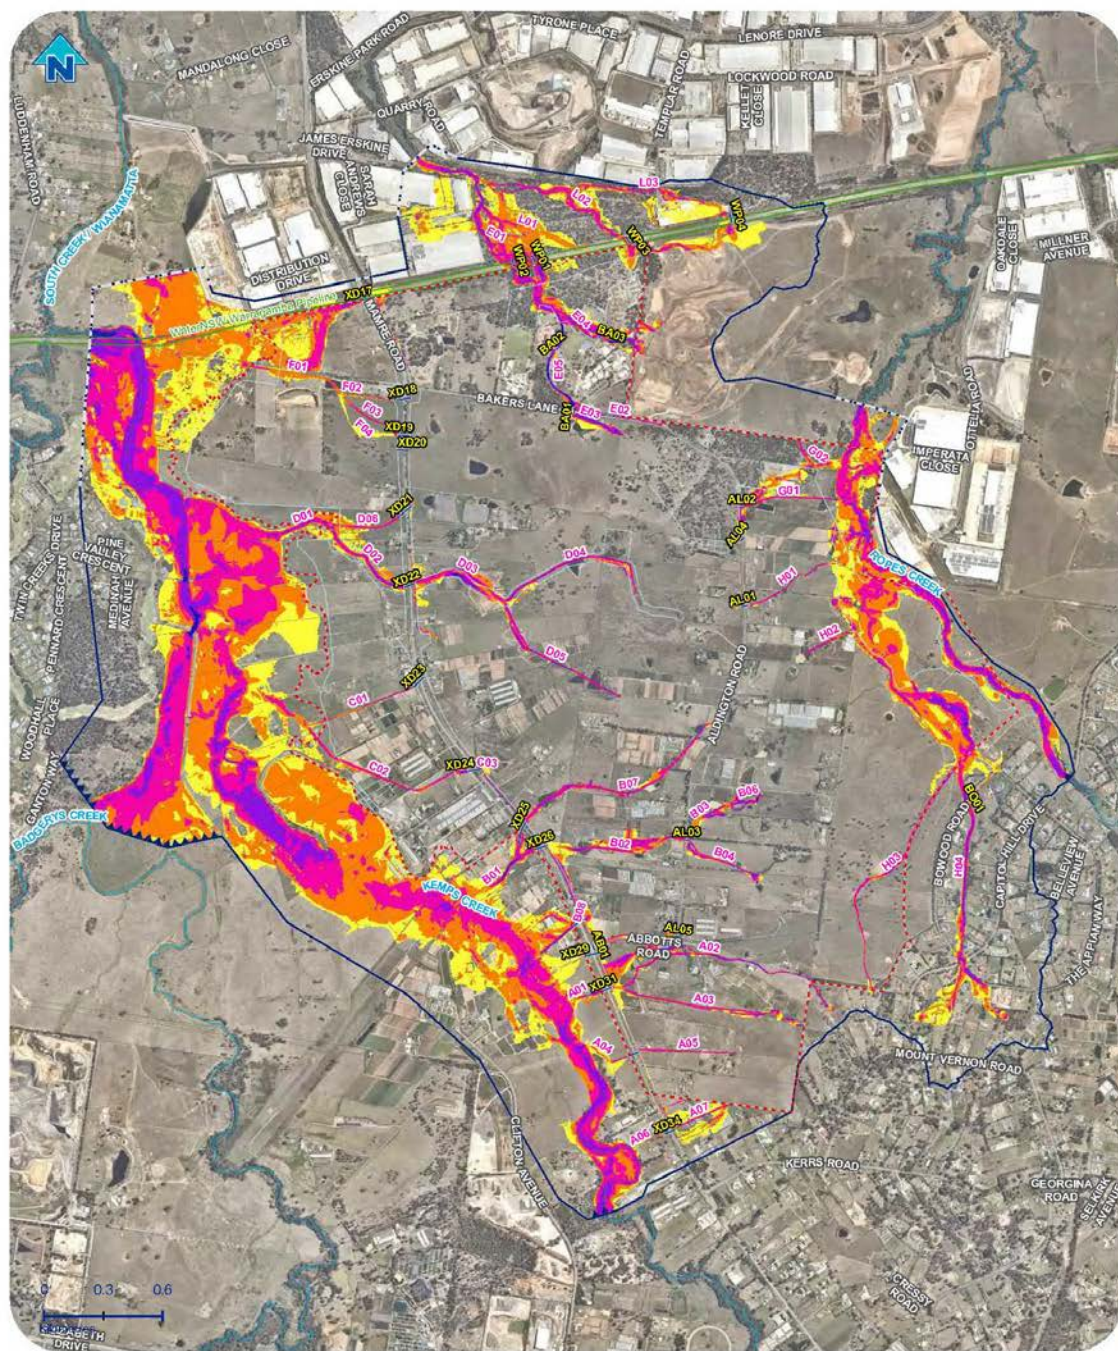 TYRONE PLACE
LENORE DRIVE
MANDALONG CLOSE
ERSKINE PARK ROAD
N
LOCKWOOD ROAD
TEMPLAR ROAD
QUARRY ROAD
LUDDENHAM ROAD
JAMES ERSKINE
DRIVE
SARAH
ANDREWS
CLOSE
L03
L02
WP04
L01
E01
WP03
SOUTH CREEK / WIANAMATTA
WP01
WP02
OAKDALE
CLOSE
MILLNER
AVENUE
DISTRIBUTION
DRIVE
XD17
WaterNSW Warragamba Pipeline
MAMRE ROAD
E04
BA03
BA02
F01
E05
F02
XD18
BAKERS LANE
E02
F03
BA01
E03
OTTELIA ROAD
F04
XD19
XD20
IMPERATA
CLOSE
G02
G01
AL02
XD21
D01
D06
AL04
PINE
VALLEY
CRESCENT
TWIN CREEKS DRIVE
D02
D03
D04
XD22
ROPES CREEK
H01
AL01
MEDINAH
AVENUE
PENNARD CRESCENT
H02
D05
XD23
C01
ALDINGTON ROAD
WOODHALL
PLACE
CANTON WAY
XD24
C03
C02
B07
B03
B06
BO01
XD25
BADGERYS CREEK
XD26
AL03
B02
B04
BOWOOD ROAD
CAPITOL HILL DRIVE
BELLEVIEW
AVENUE
B01
H03
H04
KEMPS CREEK
B08
AL05
ABBOTTS
ROAD
A02
AB01
XD29
THE APPIAN WAY
A01
XD31
A03
A04
A05
MOUNT VERNON ROAD
A07
XD34
A06
CLIFTON AVENUE
KERRS ROAD
GEORGINA
ROAD
SELKIRK
CRESSY
ROAD
0 0.3 0.6
DRIVE